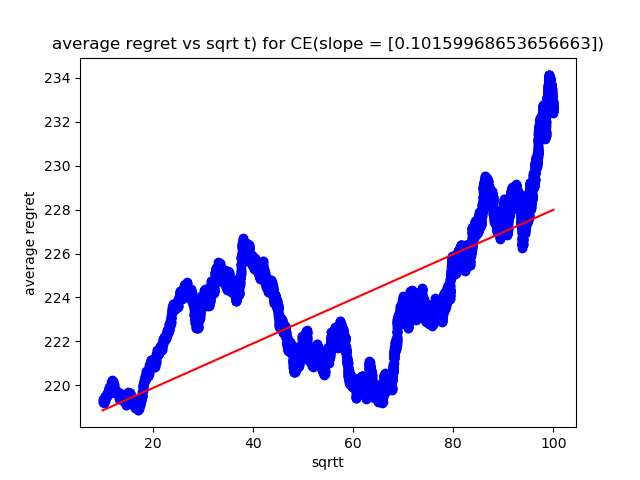 average regret vs sqrt t) for CE(slope = [0.10159968653656663])
234
232
230
228
226
224
222
220
average regret
20 40 60 80 100
sqrtt